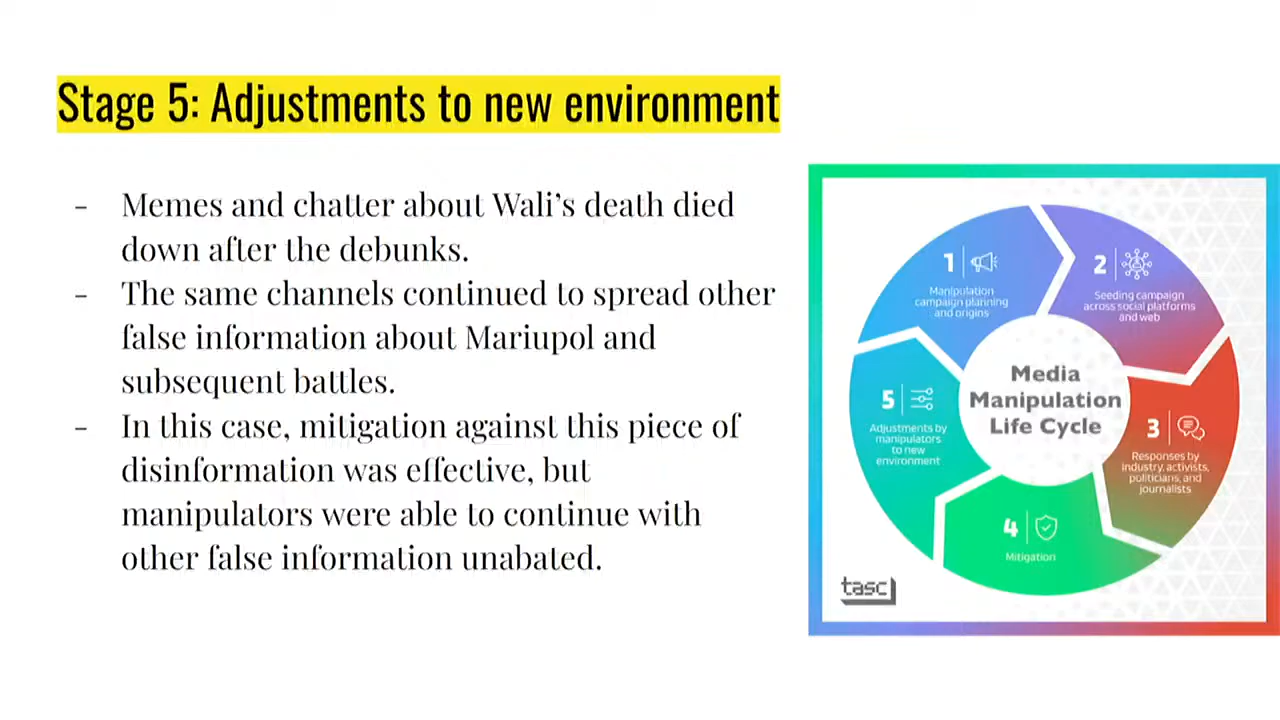 Stage 5: Adjustments to new environment
- Memes and chatter about Wali’s death died
down after the debunks.
- The same channels continued to spread other
false information about Mariupol and
subsequent battles.
- In this case, mitigation against this piece of
disinformation was effective, but
manipulators were able to continue with
other false information unabated.
1
Manipulation
campaign planning
and origins
2
Seeding campaign
across social platforms
and web
3
Responses by
industry, activists,
politicians, and
journalists
4
Mitigation
5
Adjustments by
manipulators
to new
environment
Media
Manipulation
Life Cycle
tasc